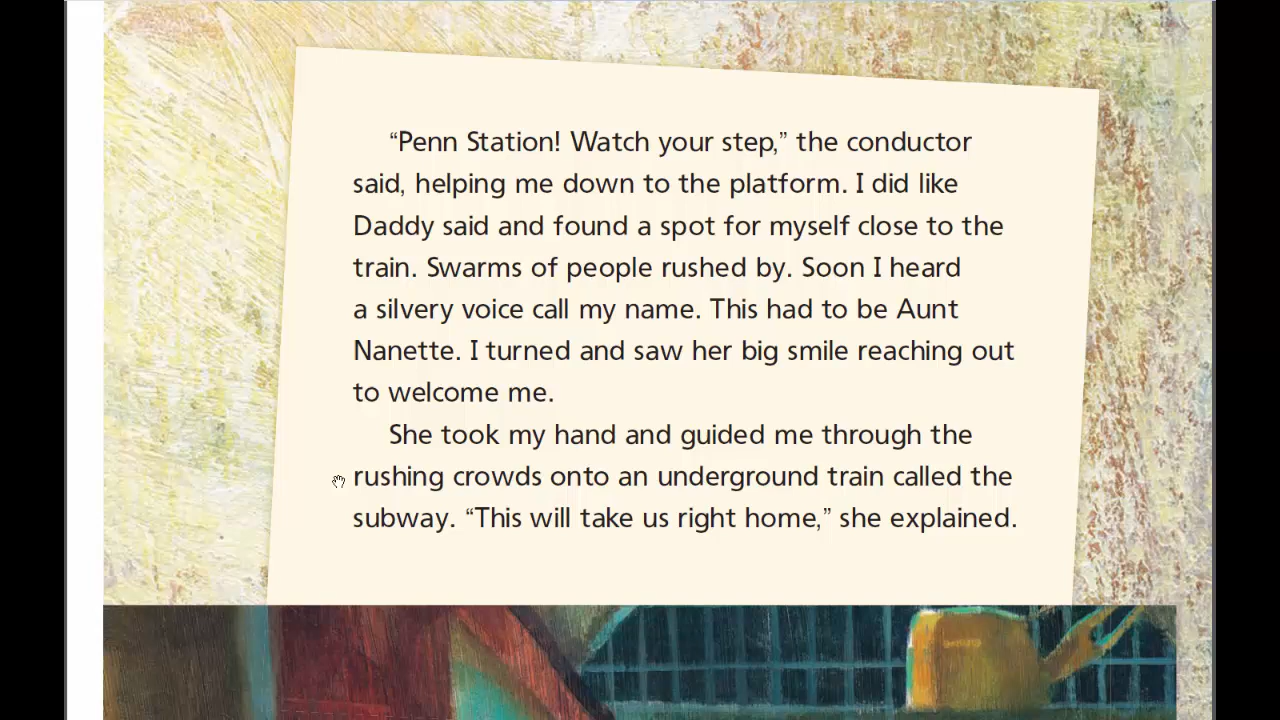 “Penn Station! Watch your step,” the conductor
said, helping me down to the platform. I did like
Daddy said and found a spot for myself close to the
train. Swarms of people rushed by. Soon I heard
a silvery voice call my name. This had to be Aunt
Nanette. I turned and saw her big smile reaching out
to welcome me.
She took my hand and guided me through the
rushing crowds onto an underground train called the
subway. “This will take us right home,” she explained.